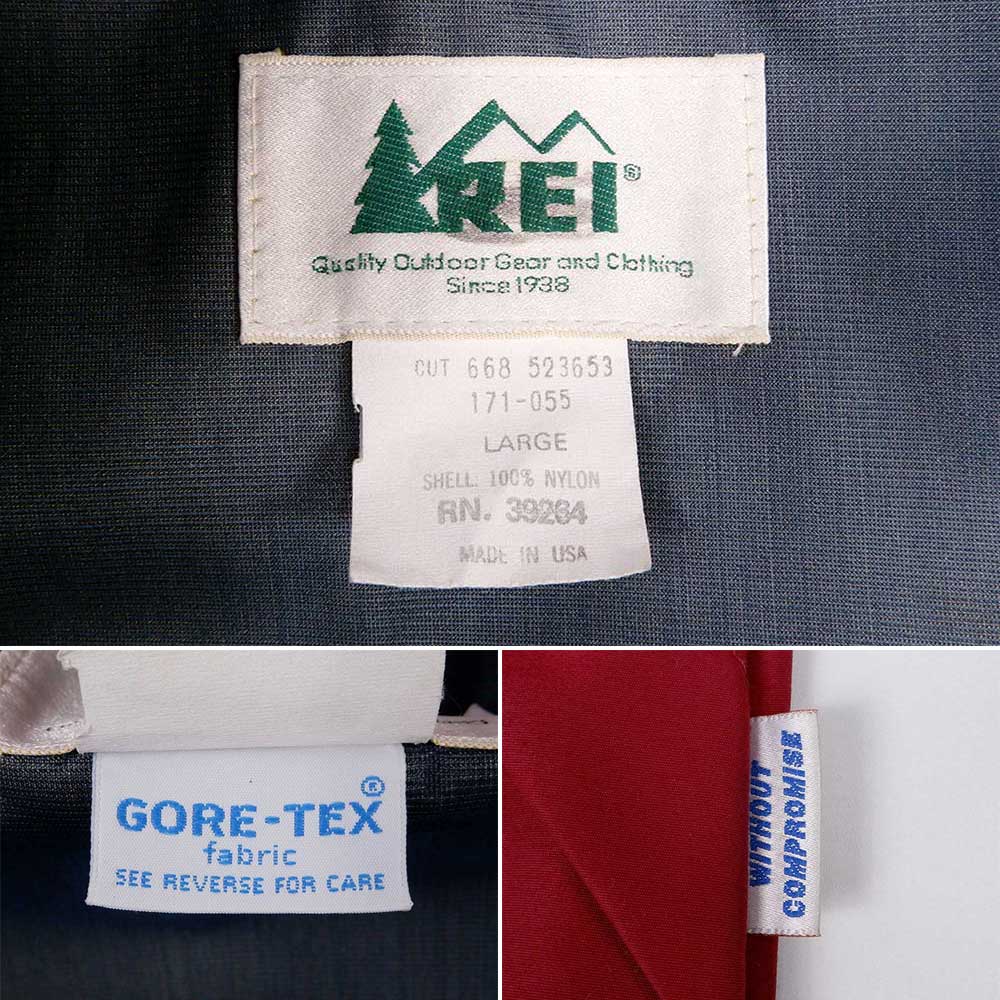 REI®
Quality Outdoor Gear and Clothing
Since 1938
CUT 668 523653
171-055
LARGE
SHELL: 100% NYLON
RN. 39264
MADE IN USA
GORE-TEX®
fabric
SEE REVERSE FOR CARE
WITHOUT
COMPROMISE